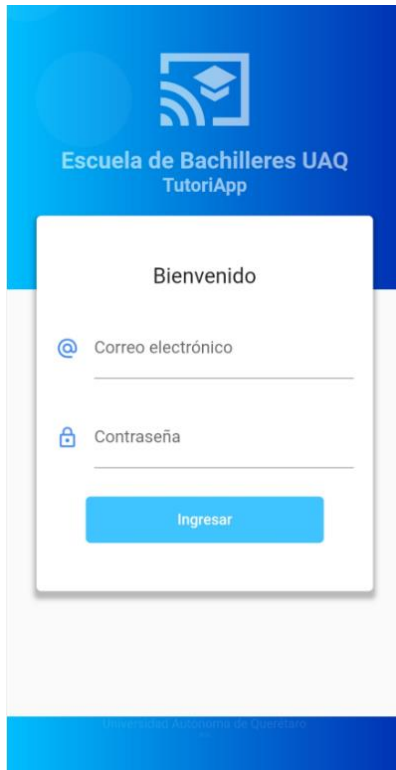 Escuela de Bachilleres UAQ
TutoriApp
Bienvenido
Correo electrónico
Contraseña
Ingresar
Universidad Autónoma de Querétaro